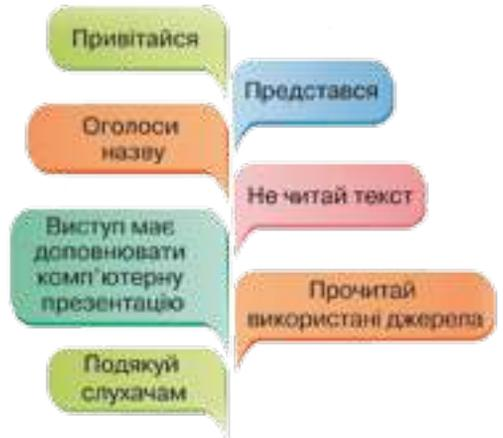 Привітайся
Представся
Оголоси
назву
Не читай текст
Виступ має
доповнювати
комп'ютерну
презентацію
Прочитай
використані джерела
Подякуй
слухачам